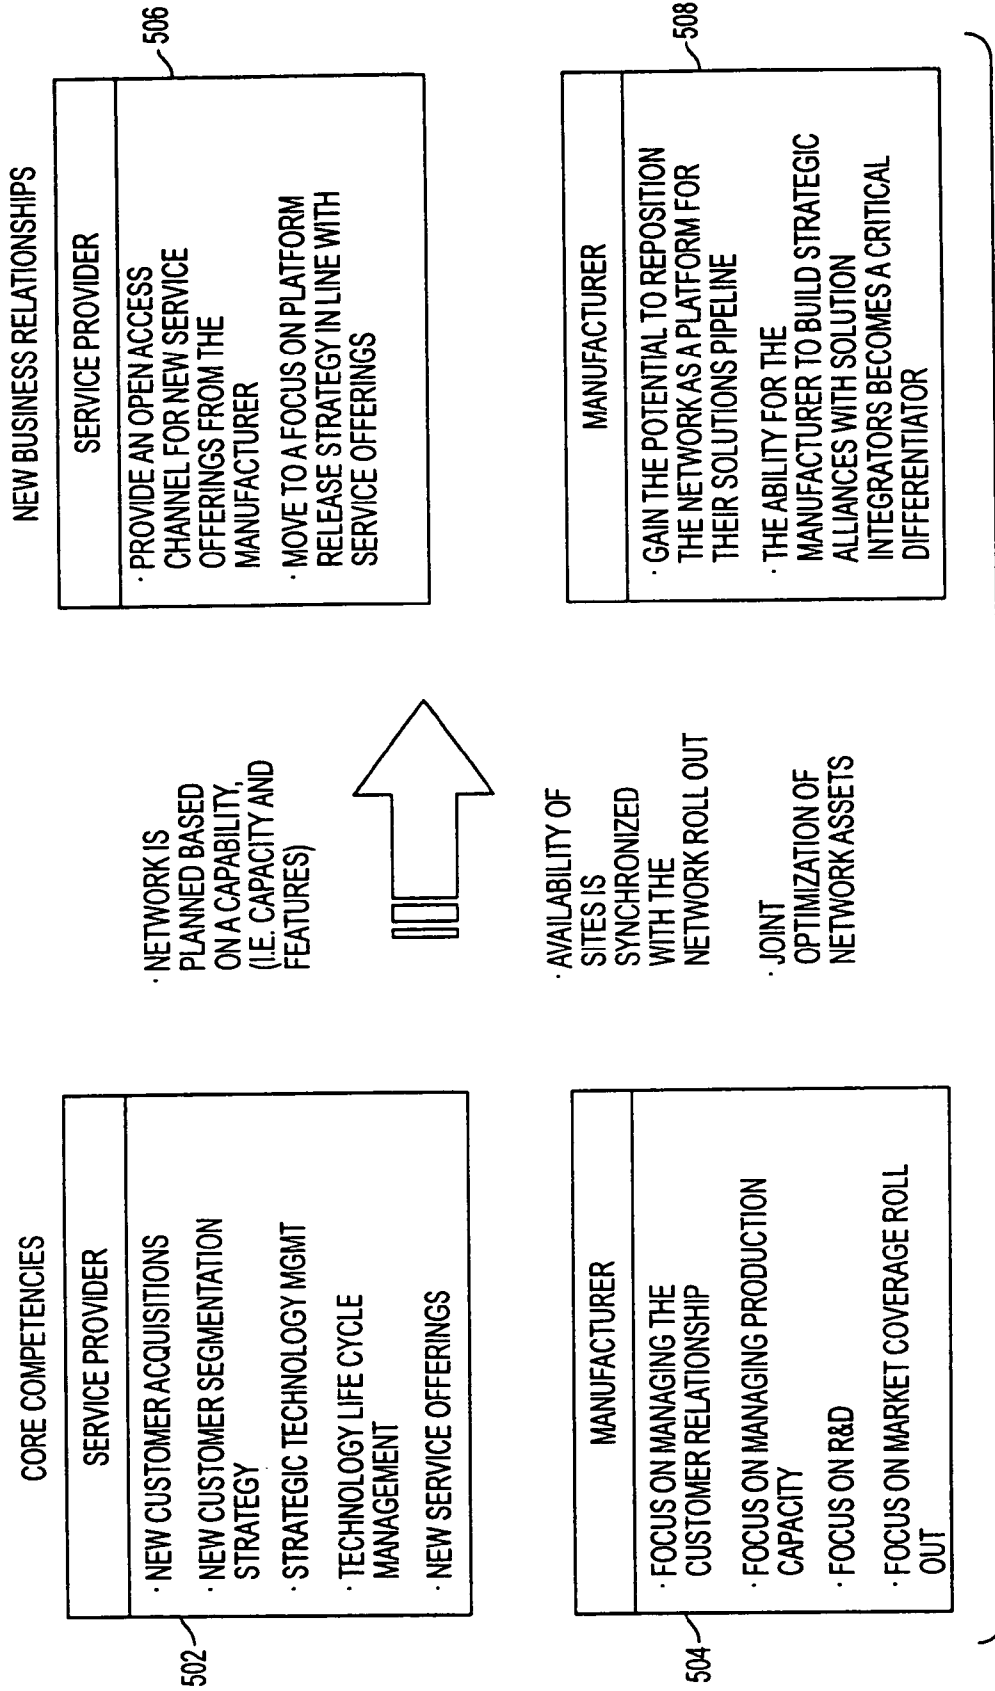 CORE COMPETENCIES
SERVICE PROVIDER
· NEW CUSTOMER ACQUISITIONS
· NEW CUSTOMER SEGMENTATION
STRATEGY
· STRATEGIC TECHNOLOGY MGMT
· TECHNOLOGY LIFE CYCLE
MANAGEMENT
· NEW SERVICE OFFERINGS
502
MANUFACTURER
· FOCUS ON MANAGING THE
CUSTOMER RELATIONSHIP
· FOCUS ON MANAGING PRODUCTION
CAPACITY
· FOCUS ON R&D
· FOCUS ON MARKET COVERAGE ROLL
OUT
504
· NETWORK IS
PLANNED BASED
ON A CAPABILITY,
(I.E. CAPACITY AND
FEATURES)
· AVAILABILITY OF
SITES IS
SYNCHRONIZED
WITH THE
NETWORK ROLL OUT
· JOINT
OPTIMIZATION OF
NETWORK ASSETS
NEW BUSINESS RELATIONSHIPS
SERVICE PROVIDER
· PROVIDE AN OPEN ACCESS
CHANNEL FOR NEW SERVICE
OFFERINGS FROM THE
MANUFACTURER
· MOVE TO A FOCUS ON PLATFORM
RELEASE STRATEGY IN LINE WITH
SERVICE OFFERINGS
506
MANUFACTURER
· GAIN THE POTENTIAL TO REPOSITION
THE NETWORK AS A PLATFORM FOR
THEIR SOLUTIONS PIPELINE
· THE ABILITY FOR THE
MANUFACTURER TO BUILD STRATEGIC
ALLIANCES WITH SOLUTION
INTEGRATORS BECOMES A CRITICAL
DIFFERENTIATOR
508